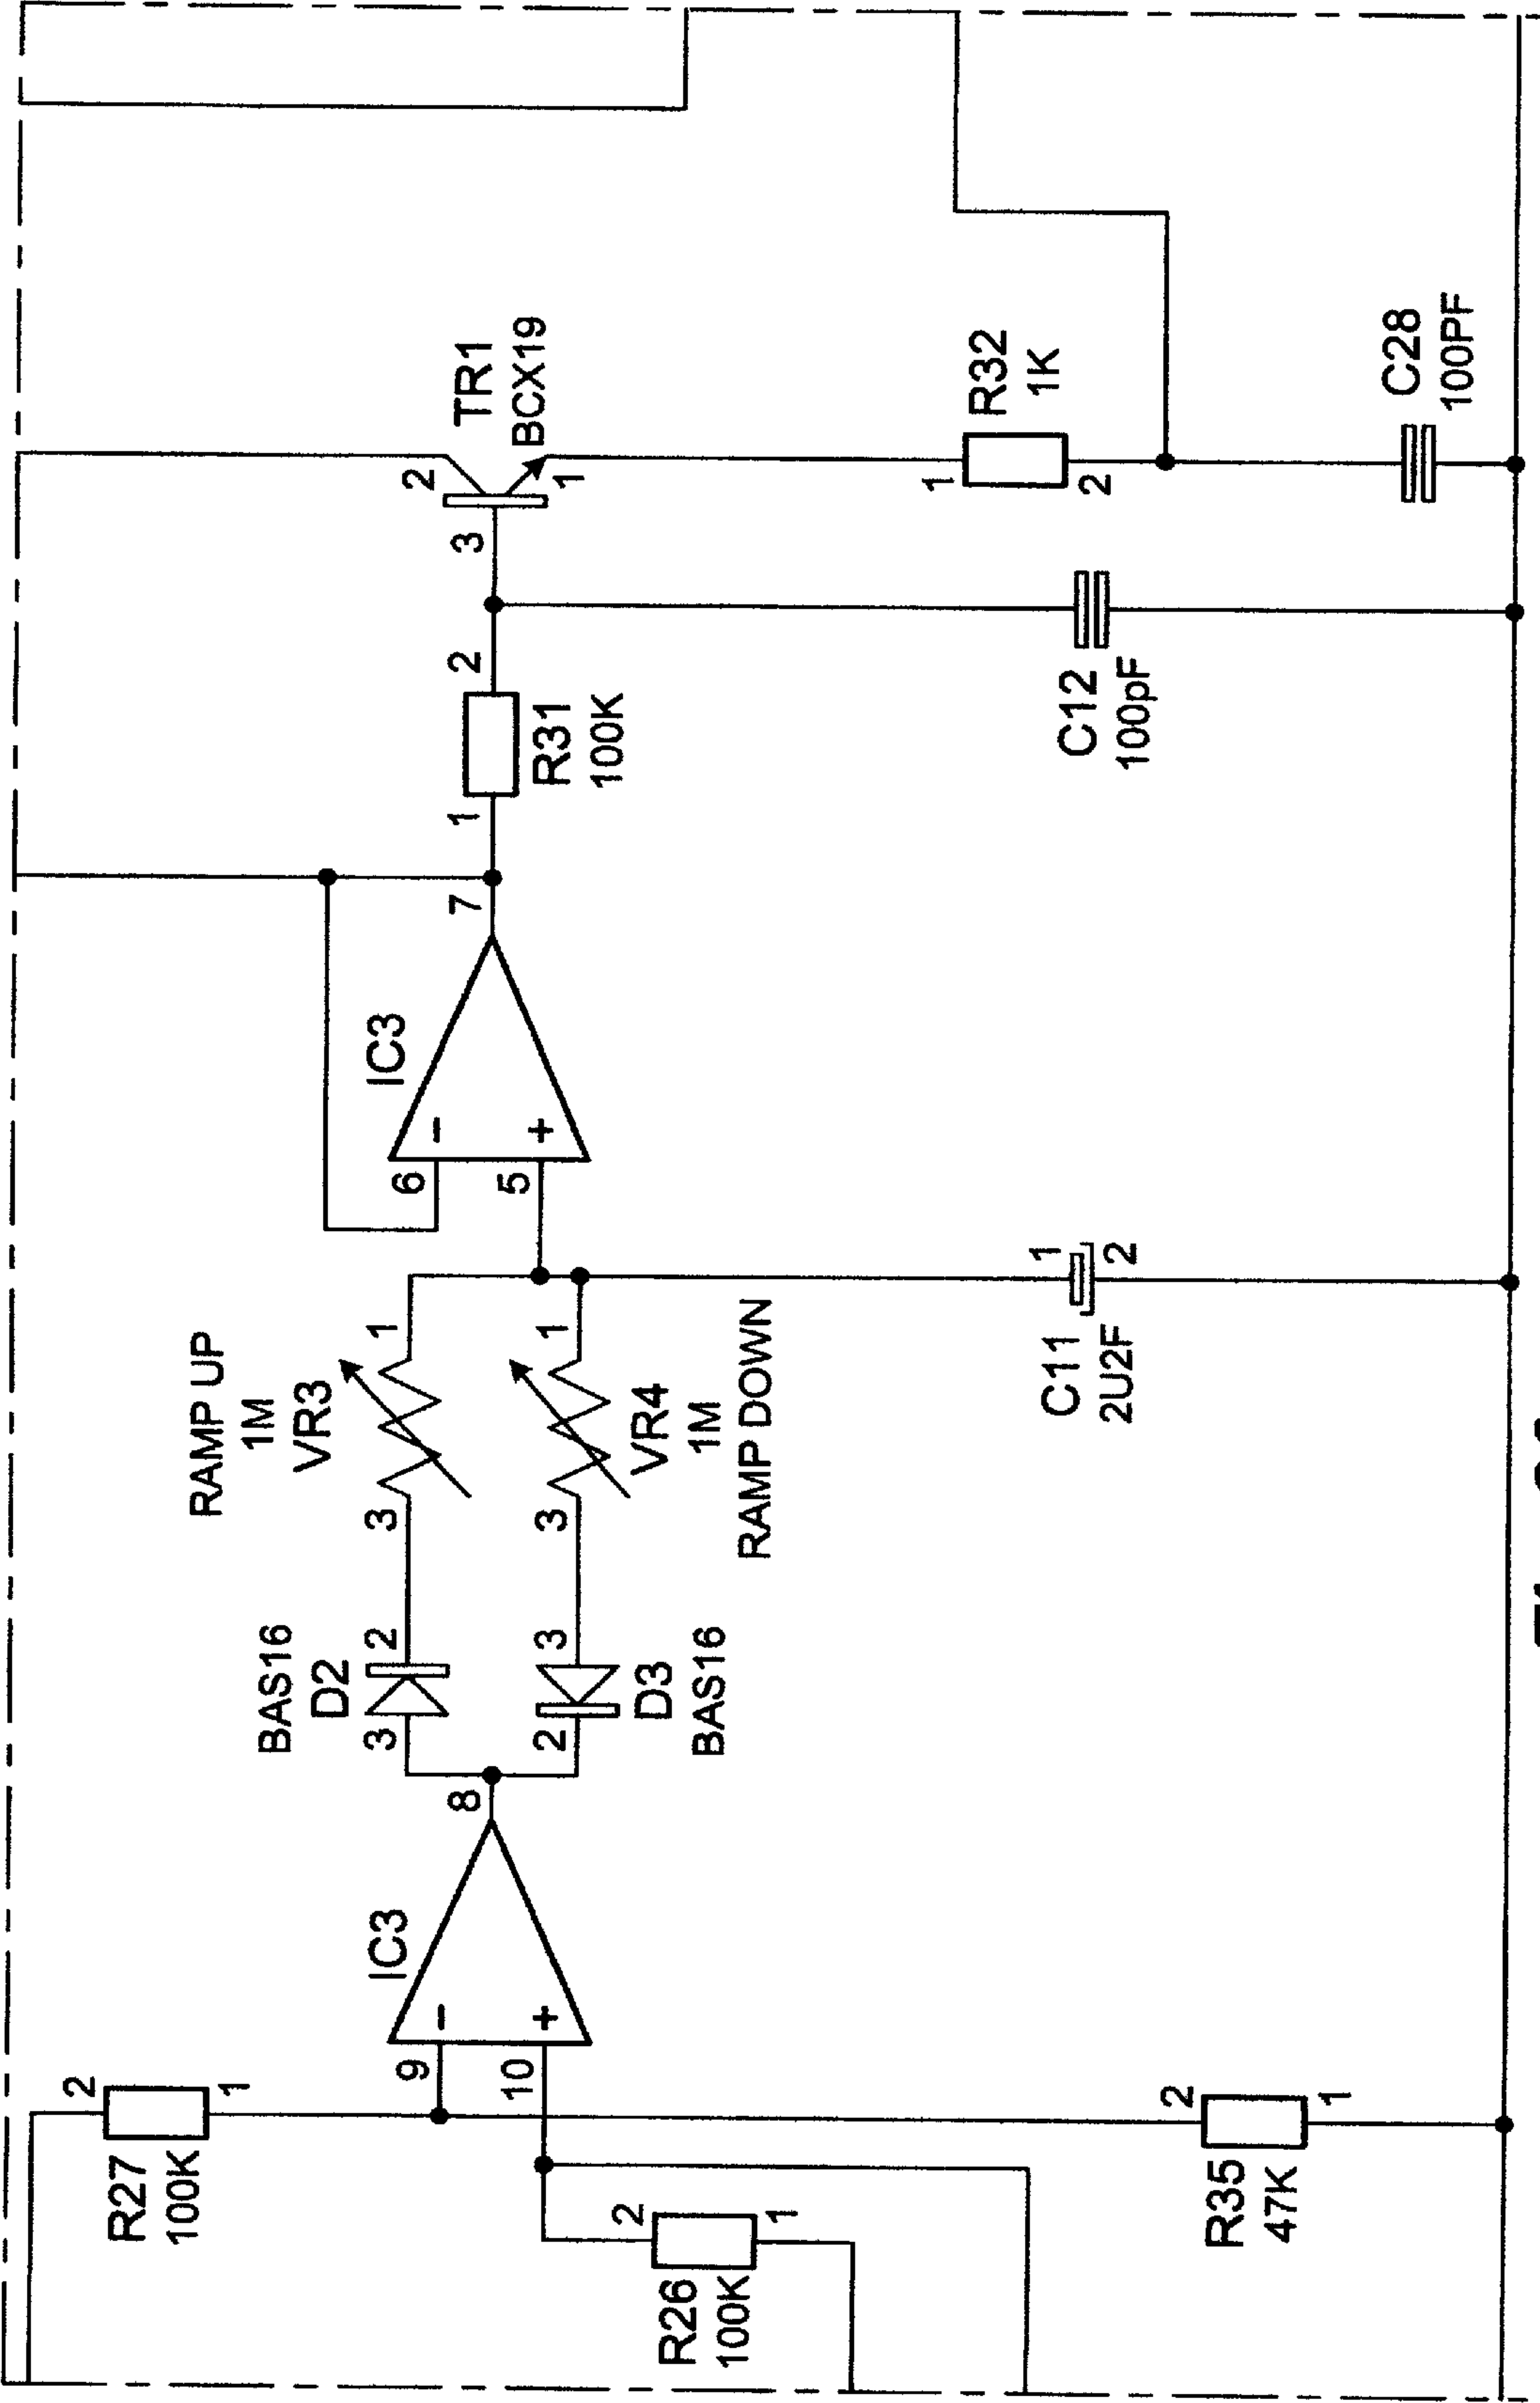 R27
100K
2
1
R26
100K
2
1
R35
47K
2
1
IC3
9
10
-
+
8
BAS16
D2
3
2
2
3
D3
BAS16
RAMP UP
1M
VR3
3
1
3
1
VR4
1M
RAMP DOWN
C11
2U2F
1
2
IC3
6
5
-
+
7
1
2
R31
100K
C12
100pF
TR1
BCX19
2
3
1
R32
1K
1
2
C28
100PF